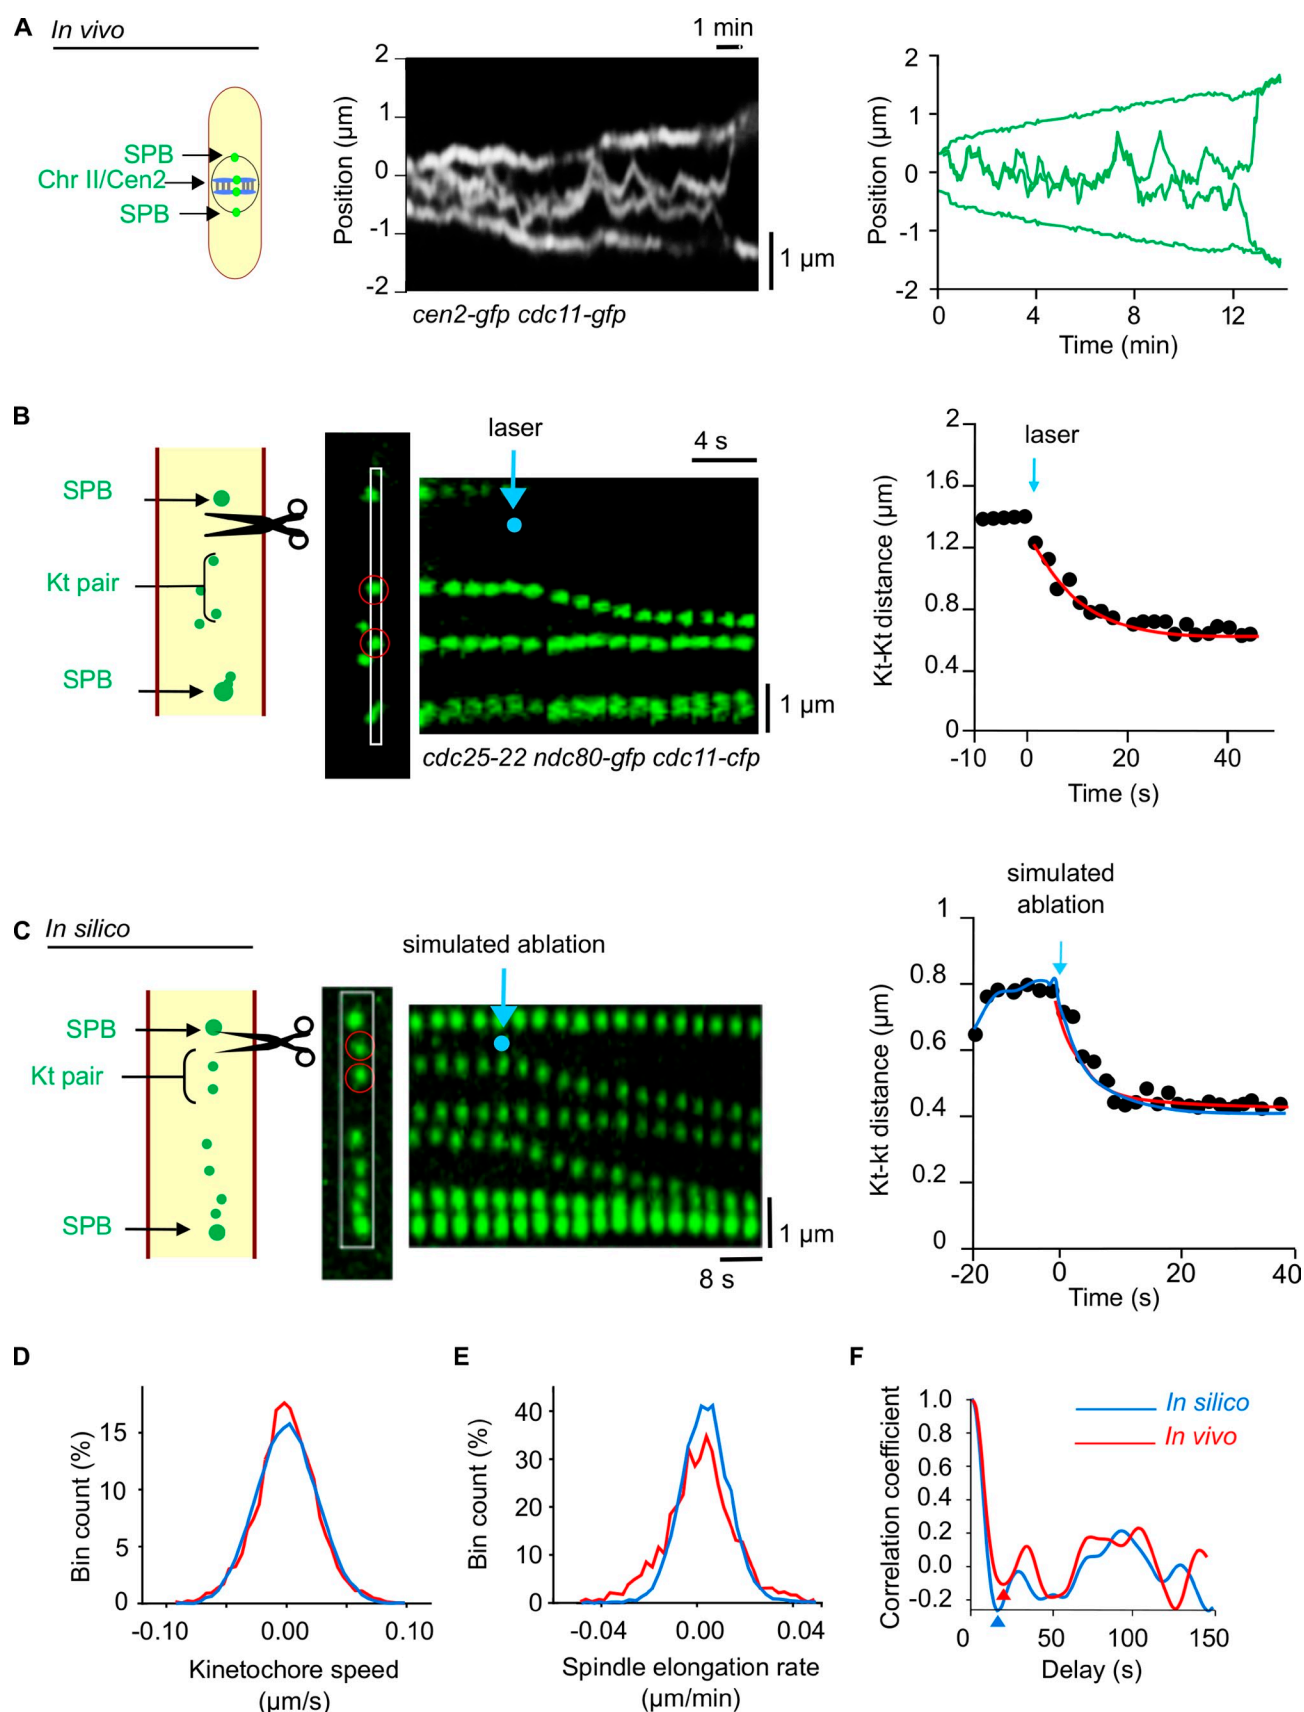 A In vivo
SPB
Chr II/Cen2
SPB
1 min
Position (µm)
2
1
0
-1
-2
1 µm
cen2-gfp cdc11-gfp
Position (µm)
2
1
0
-1
-2
0 4 8 12
Time (min)
B
SPB
Kt pair
SPB
laser
4 s
1 µm
cdc25-22 ndc80-gfp cdc11-cfp
Kt-Kt distance (µm)
2
1.6
1.2
0.8
0.4
0
laser
-10 0 20 40
Time (s)
C In silico
SPB
Kt pair
SPB
simulated ablation
1 µm
8 s
simulated
ablation
Kt-kt distance (µm)
1
0.8
0.6
0.4
0.2
0
-20 0 20 40
Time (s)
D
Bin count (%)
15
10
5
0
-0.10 0.00 0.10
Kinetochore speed
(µm/s)
E
Bin count (%)
40
30
20
10
0
-0.04 0.00 0.04
Spindle elongation rate
(µm/min)
F
Correlation coefficient
1.0
0.8
0.6
0.4
0.2
0.0
-0.2
In silico
In vivo
0 50 100 150
Delay (s)